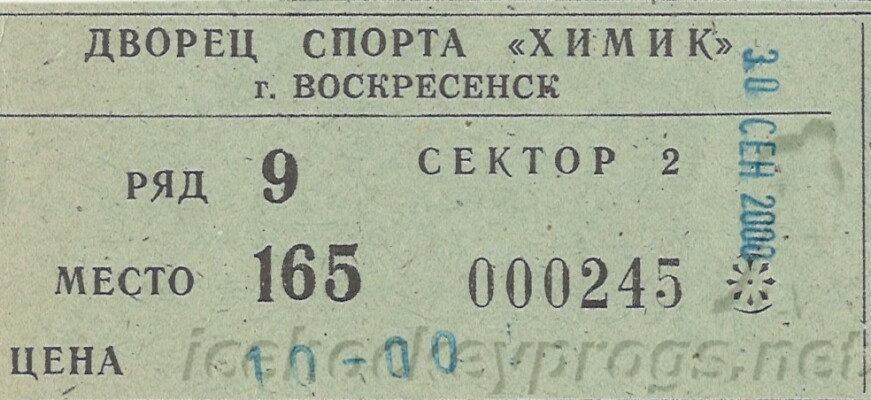 ДВОРЕЦ СПОРТА «ХИМИК»
г. ВОСКРЕСЕНСК
РЯД 9 СЕКТОР 2
МЕСТО 165 000245
ЦЕНА 10-00
30 СЕН 2000
icehockeyprogs.net